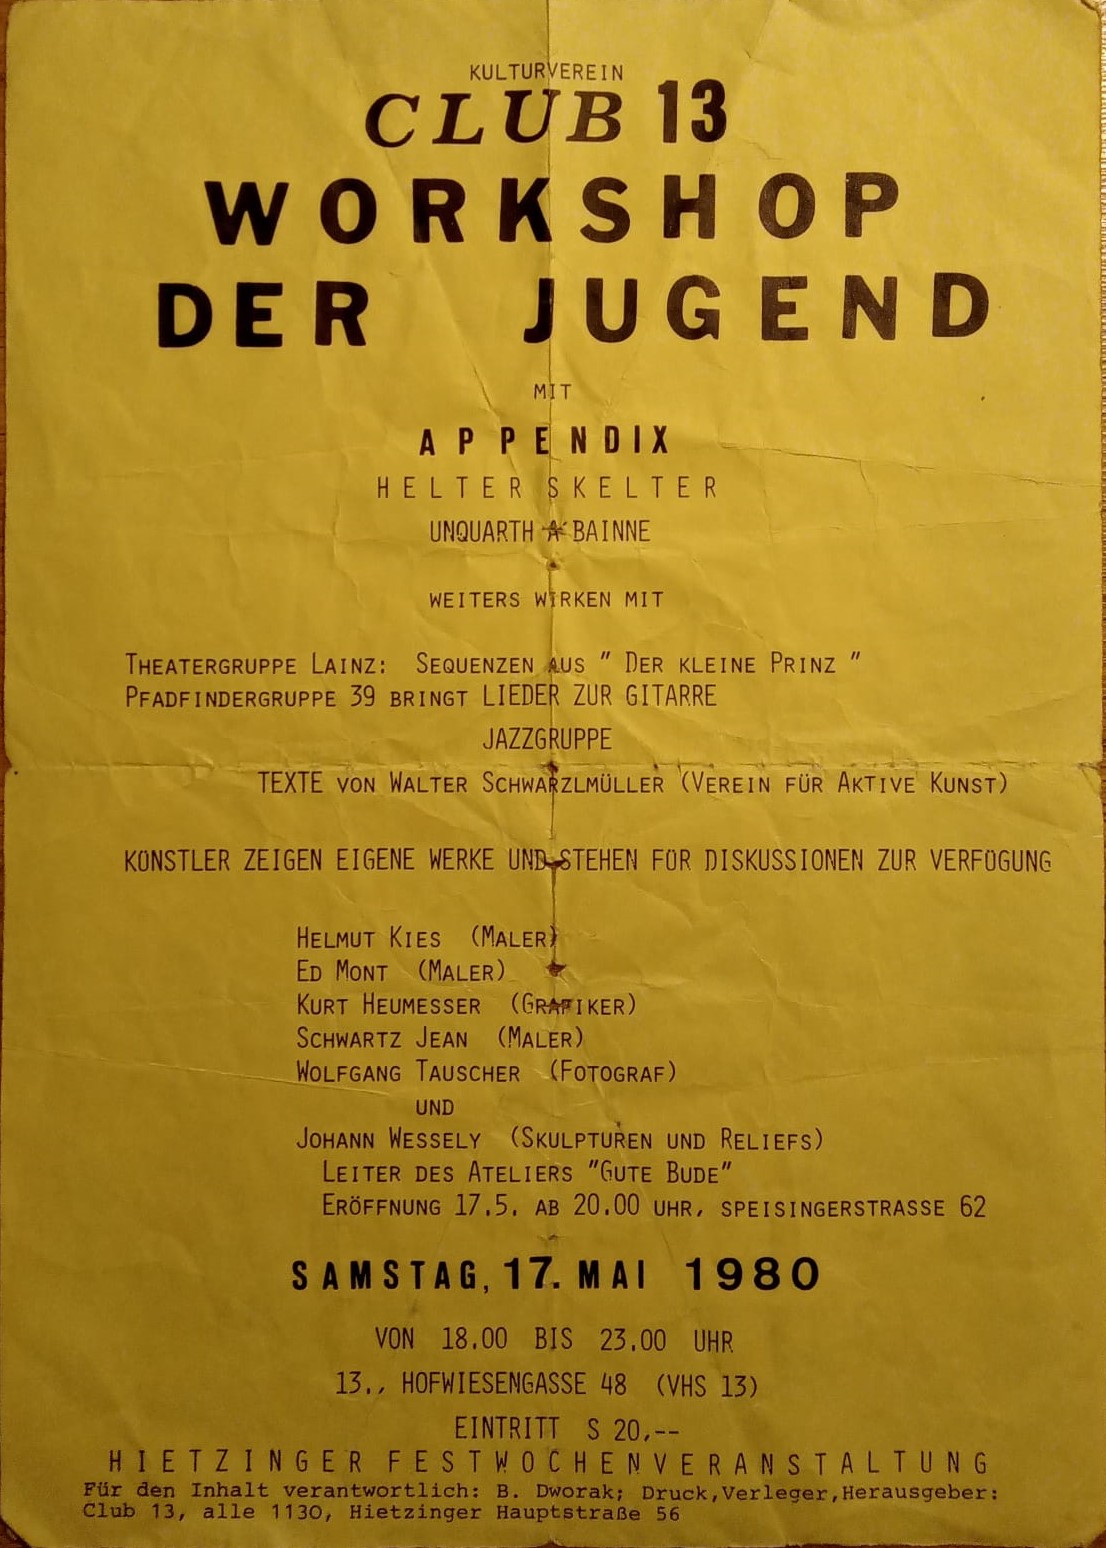 KULTURVEREIN
CLUB 13
WORKSHOP
DER JUGEND
MIT
APPENDIX
HELTER SKELTER
UNQUARTH A' BAINNE
WEITERS WIRKEN MIT
THEATERGRUPPE LAINZ: SEQUENZEN AUS " DER KLEINE PRINZ "
PFADFINDERGRUPPE 39 BRINGT LIEDER ZUR GITARRE
JAZZGRUPPE
TEXTE VON WALTER SCHWARZLMÜLLER (VEREIN FÜR AKTIVE KUNST)
KÜNSTLER ZEIGEN EIGENE WERKE UND STEHEN FÜR DISKUSSIONEN ZUR VERFÜGUNG
HELMUT KIES (MALER)
ED MONT (MALER)
KURT HEUMESSER (GRAFIKER)
SCHWARTZ JEAN (MALER)
WOLFGANG TAUSCHER (FOTOGRAF)
UND
JOHANN WESSELY (SKULPTUREN UND RELIEFS)
LEITER DES ATELIERS "GUTE BUDE"
ERÖFFNUNG 17.5. AB 20.00 UHR, SPEISINGERSTRASSE 62
SAMSTAG, 17. MAI 1980
VON 18.00 BIS 23.00 UHR
13., HOFWIESENGASSE 48 (VHS 13)
EINTRITT S 20,--
HIETZINGER FESTWOCHENVERANSTALTUNG
Für den Inhalt verantwortlich: B. Dworak; Druck,Verleger,Herausgeber:
Club 13, alle 1130, Hietzinger Hauptstraße 56